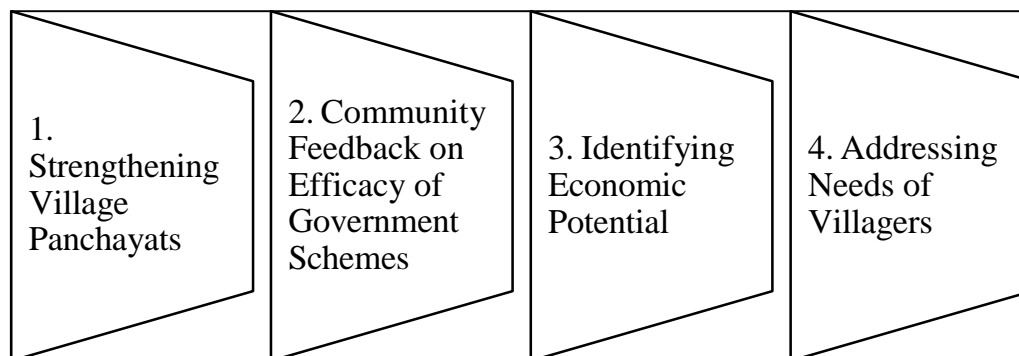 1.
Strengthening
Village
Panchayats
2. Community
Feedback on
Efficacy of
Government
Schemes
3. Identifying
Economic
Potential
4. Addressing
Needs of
Villagers